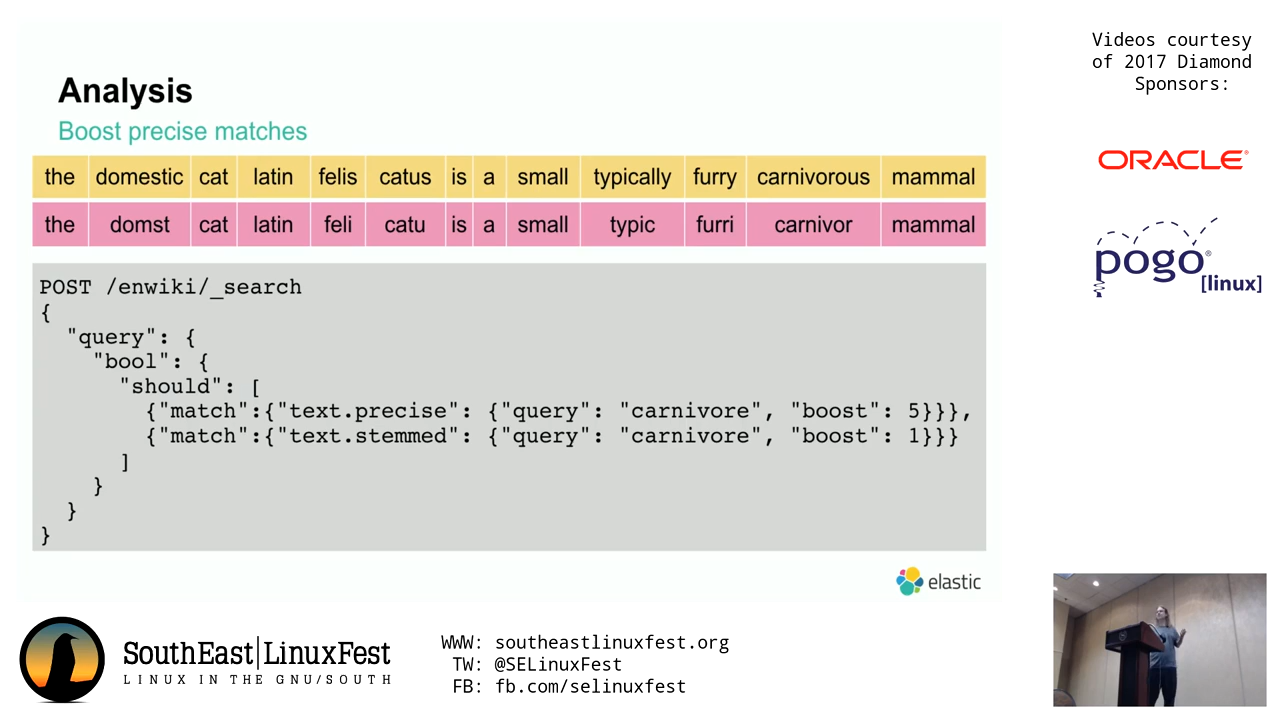 Analysis
Boost precise matches
the domestic cat latin felis catus is a small typically furry carnivorous mammal
the domst cat latin feli catu is a small typic furri carnivor mammal
POST /enwiki/_search
{
  "query": {
    "bool": {
      "should": [
        {"match":{"text.precise": {"query": "carnivore", "boost": 5}}},
        {"match":{"text.stemmed": {"query": "carnivore", "boost": 1}}}
      ]
    }
  }
}
elastic
Videos courtesy
of 2017 Diamond
Sponsors:
ORACLE®
pogo®
[linux]
SouthEast|LinuxFest
LINUX IN THE GNU/SOUTH
WWW: southeastlinuxfest.org
TW: @SELinuxFest
FB: fb.com/selinuxfest